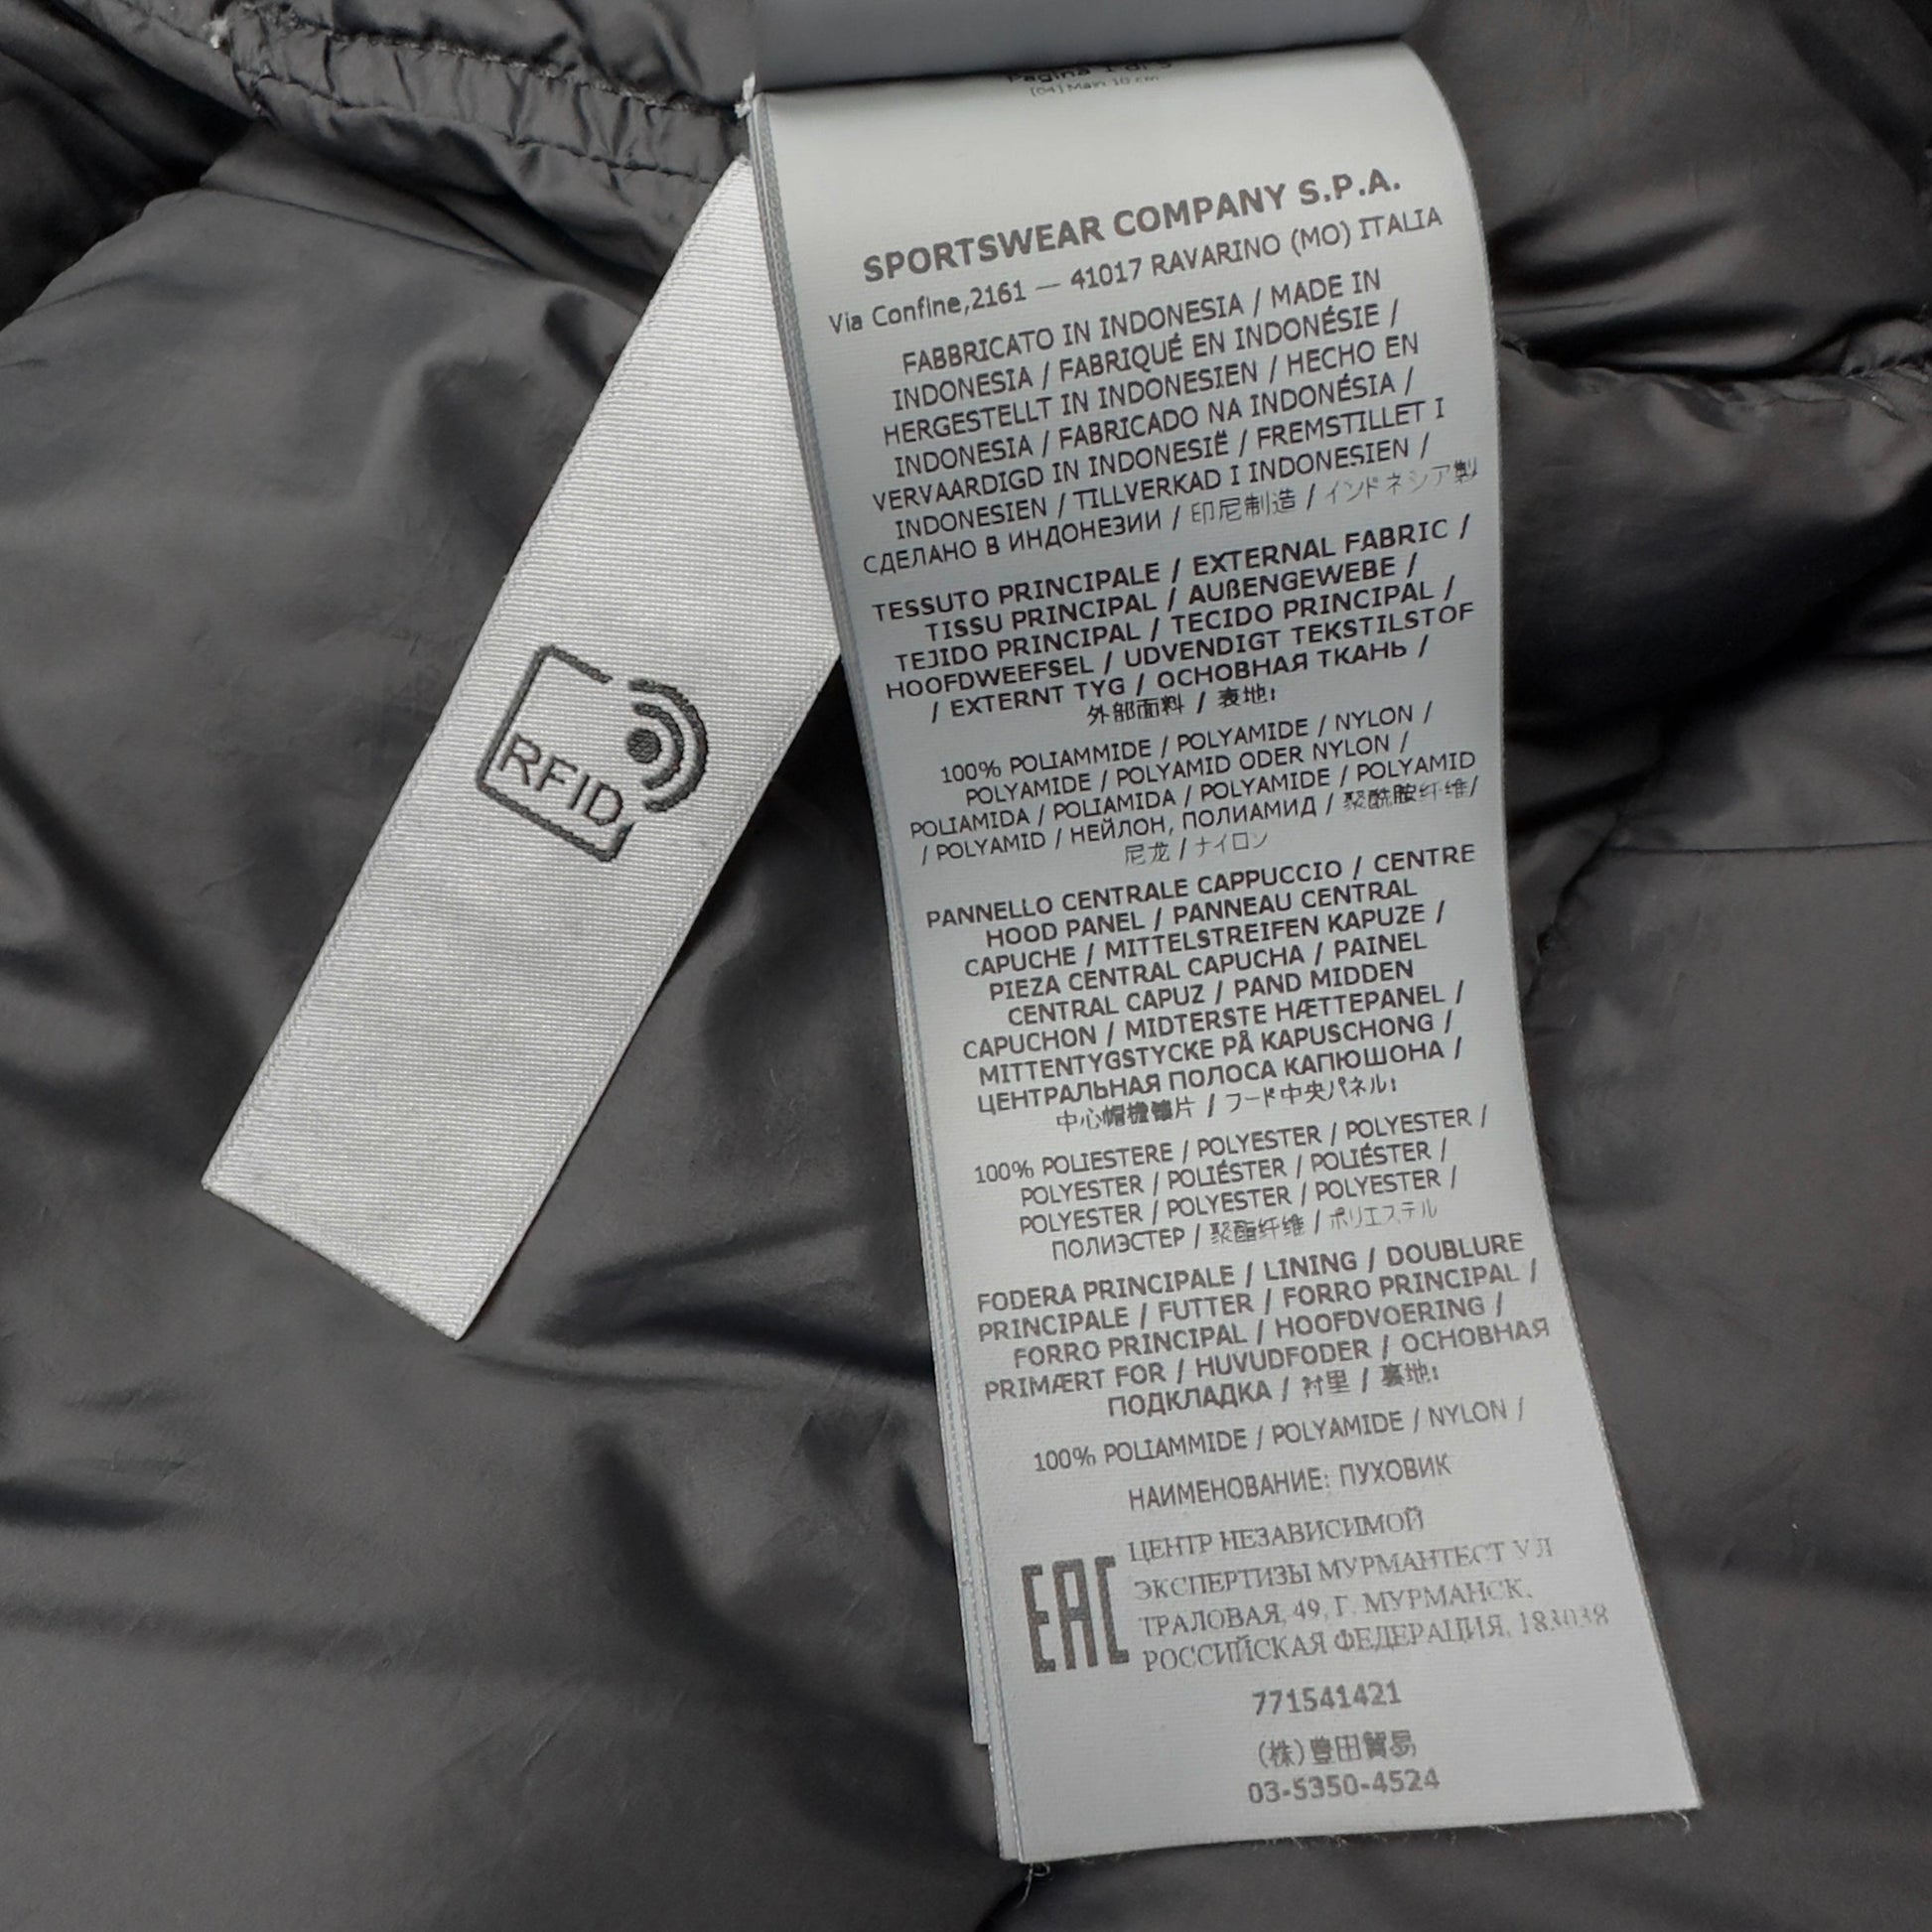 RFID
Pagina 1 di 9
(04) Main 10 cm
SPORTSWEAR COMPANY S.P.A.
Via Confine,2161 — 41017 RAVARINO (MO) ITALIA
FABBRICATO IN INDONESIA / MADE IN
INDONESIA / FABRIQUÉ EN INDONÉSIE /
HERGESTELLT IN INDONESIEN / HECHO EN
INDONESIA / FABRICADO NA INDONÉSIA /
VERVAARDIGD IN INDONESIË / FREMSTILLET I
INDONESIEN / TILLVERKAD I INDONESIEN /
СДЕЛАНО В ИНДОНЕЗИИ / 印尼制造 / インドネシア製
TESSUTO PRINCIPALE / EXTERNAL FABRIC /
TISSU PRINCIPAL / AUßENGEWEBE /
TEJIDO PRINCIPAL / TECIDO PRINCIPAL /
HOOFDWEEFSEL / UDVENDIGT TEKSTILSTOF
/ EXTERNT TYG / ОСНОВНАЯ ТКАНЬ /
外部面料 / 表地:
100% POLIAMMIDE / POLYAMIDE / NYLON /
POLYAMIDE / POLYAMID ODER NYLON /
POLIAMIDA / POLIAMIDA / POLYAMIDE / POLYAMID
/ POLYAMID / НЕЙЛОН, ПОЛИАМИД / 聚酰胺纤维/
尼龙 / ナイロン
PANNELLO CENTRALE CAPPUCCIO / CENTRE
HOOD PANEL / PANNEAU CENTRAL
CAPUCHE / MITTELSTREIFEN KAPUZE /
PIEZA CENTRAL CAPUCHA / PAINEL
CENTRAL CAPUZ / PAND MIDDEN
CAPUCHON / MIDTERSTE HÆTTEPANEL /
MITTENTYGSTYCKE PÅ KAPUSCHONG /
ЦЕНТРАЛЬНАЯ ПОЛОСА КАПЮШОНА /
/ フード中央パネル:
100% POLIESTERE / POLYESTER / POLYESTER /
POLYESTER / POLIÉSTER / POLIÉSTER /
POLYESTER / POLYESTER / POLYESTER /
ПОЛИЭСТЕР / 聚酯纤维 / ポリエステル
FODERA PRINCIPALE / LINING / DOUBLURE
PRINCIPALE / FUTTER / FORRO PRINCIPAL /
FORRO PRINCIPAL / HOOFDVOERING /
PRIMÆRT FOR / HUVUDFODER / ОСНОВНАЯ
ПОДКЛАДКА / 衬里 / 裏地:
100% POLIAMMIDE / POLYAMIDE / NYLON /
НАИМЕНОВАНИЕ: ПУХОВИК
EAC
ЦЕНТР НЕЗАВИСИМОЙ
ЭКСПЕРТИЗЫ МУРМАНТЕСТ УЛ
ТРАЛОВАЯ, 49, Г. МУРМАНСК,
РОССИЙСКАЯ ФЕДЕРАЦИЯ, 183038
771541421
(株)豊田貿易
03-5350-4524